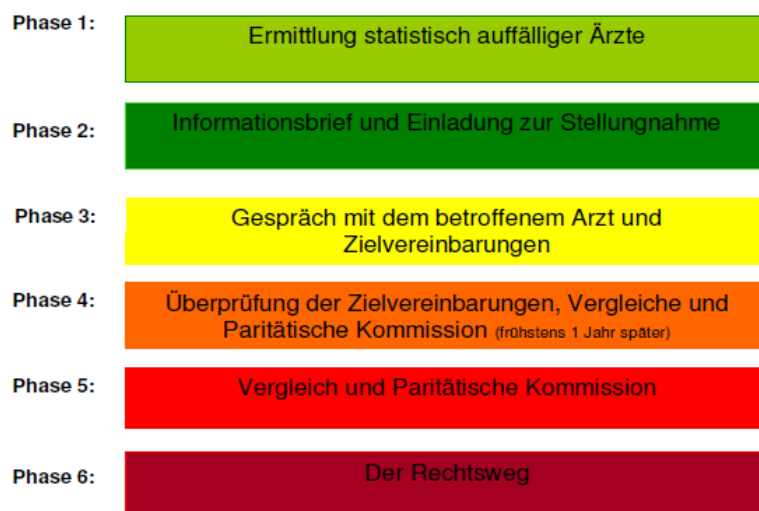 Phase 1:
Ermittlung statistisch auffälliger Ärzte
Phase 2:
Informationsbrief und Einladung zur Stellungnahme
Phase 3:
Gespräch mit dem betroffenem Arzt und
Zielvereinbarungen
Phase 4:
Überprüfung der Zielvereinbarungen, Vergleiche und
Paritätische Kommission (frühstens 1 Jahr später)
Phase 5:
Vergleich und Paritätische Kommission
Phase 6:
Der Rechtsweg